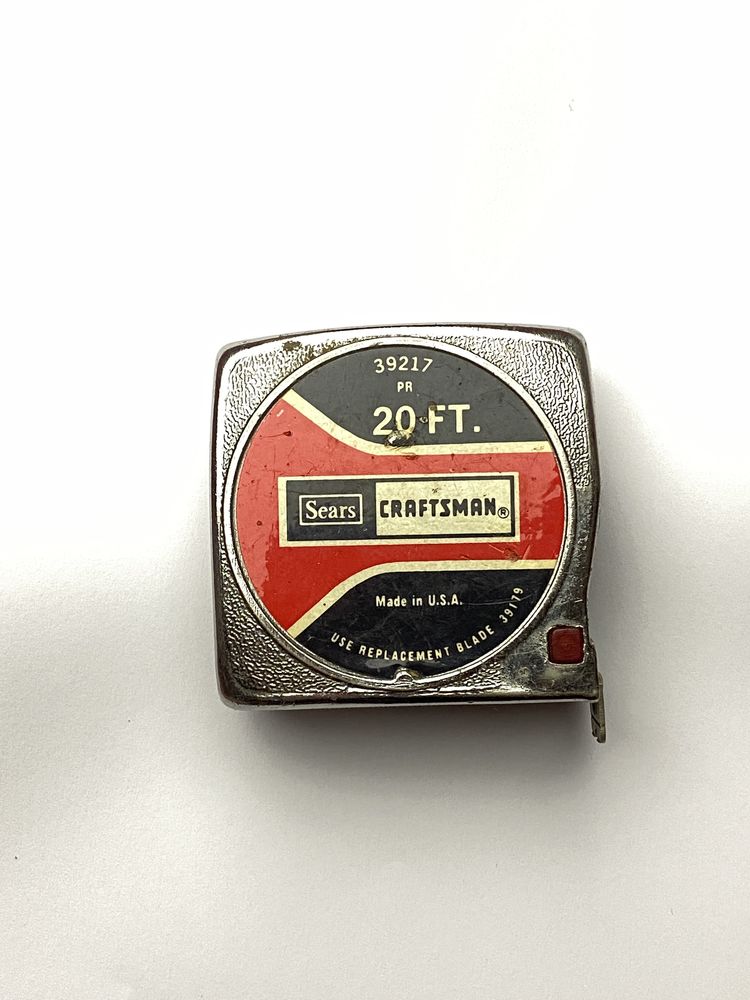 39217
PR
20 FT.
Sears CRAFTSMAN®
Made in U.S.A.
USE REPLACEMENT BLADE 39179